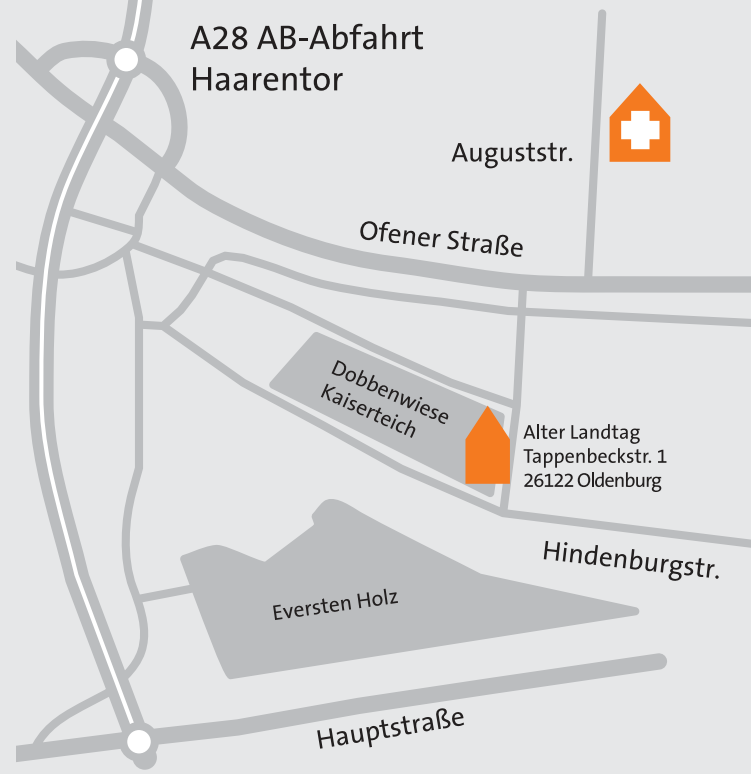 A28 AB-Abfahrt
Haarentor
Auguststr.
Ofener Straße
Dobbenwiese
Kaiserteich
Alter Landtag
Tappenbeckstr. 1
26122 Oldenburg
Hindenburgstr.
Eversten Holz
Hauptstraße